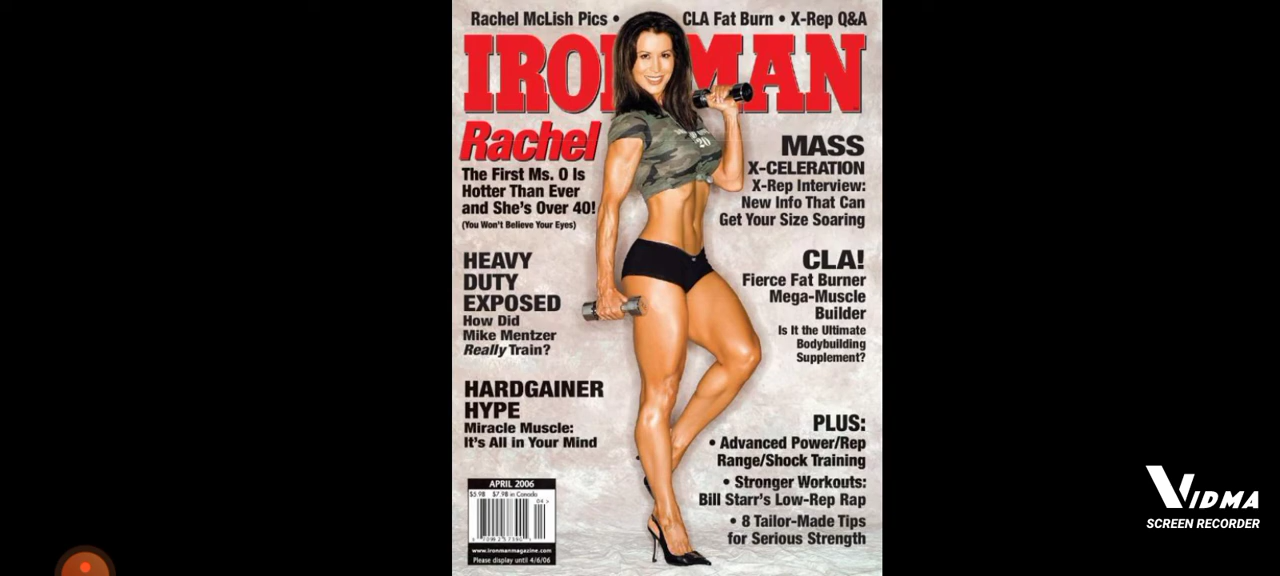 Rachel McLish Pics • CLA Fat Burn • X-Rep Q&A
IRONMAN
Rachel
The First Ms. O Is
Hotter Than Ever
and She's Over 40!
(You Won't Believe Your Eyes)
HEAVY
DUTY
EXPOSED
How Did
Mike Mentzer
Really Train?
HARDGAINER
HYPE
Miracle Muscle:
It's All in Your Mind
APRIL 2006
$5.98 $7.98 in Canada
04>
www.ironmanmagazine.com
Please display until 4/6/06
20
MASS
X-CELERATION
X-Rep Interview:
New Info That Can
Get Your Size Soaring
CLA!
Fierce Fat Burner
Mega-Muscle
Builder
Is It the Ultimate
Bodybuilding
Supplement?
PLUS:
• Advanced Power/Rep
Range/Shock Training
• Stronger Workouts:
Bill Starr's Low-Rep Rap
• 8 Tailor-Made Tips
for Serious Strength
VIDMA
SCREEN RECORDER